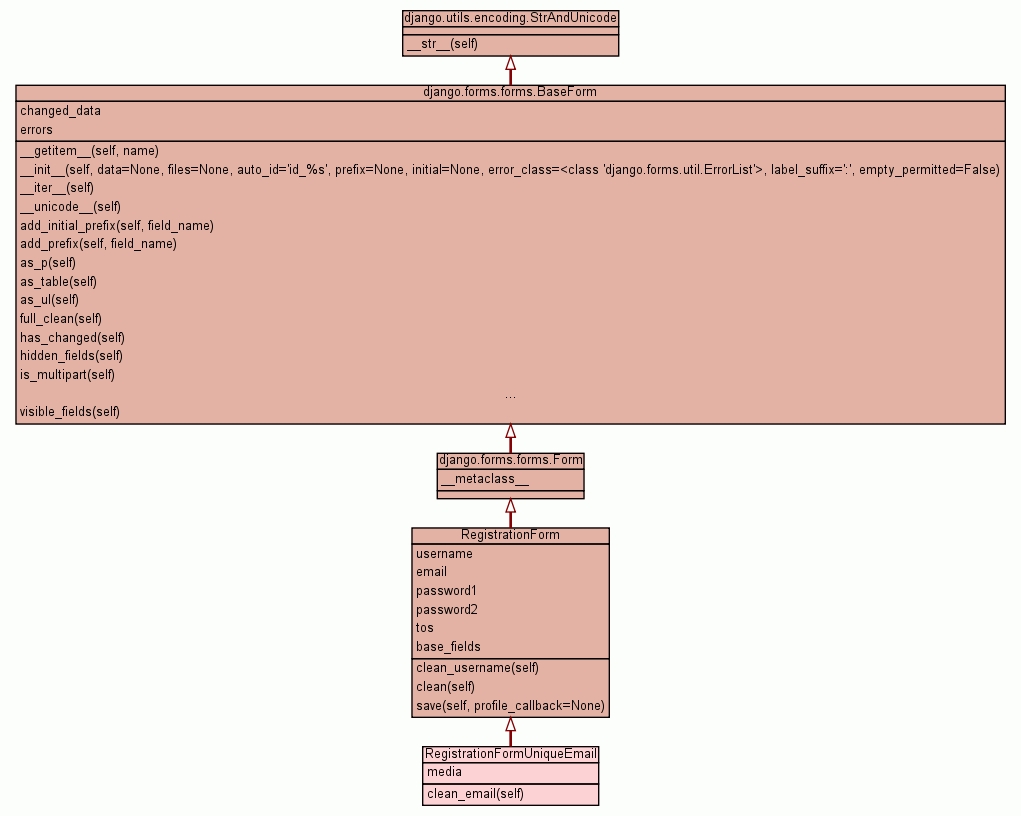 django.utils.encoding.StrAndUnicode
__str__(self)
django.forms.forms.BaseForm
changed_data
errors
__getitem__(self, name)
__init__(self, data=None, files=None, auto_id='id_%s', prefix=None, initial=None, error_class=<class 'django.forms.util.ErrorList'>, label_suffix=':', empty_permitted=False)
__iter__(self)
__unicode__(self)
add_initial_prefix(self, field_name)
add_prefix(self, field_name)
as_p(self)
as_table(self)
as_ul(self)
full_clean(self)
has_changed(self)
hidden_fields(self)
is_multipart(self)
...
visible_fields(self)
django.forms.forms.Form
__metaclass__
RegistrationForm
username
email
password1
password2
tos
base_fields
clean_username(self)
clean(self)
save(self, profile_callback=None)
RegistrationFormUniqueEmail
media
clean_email(self)